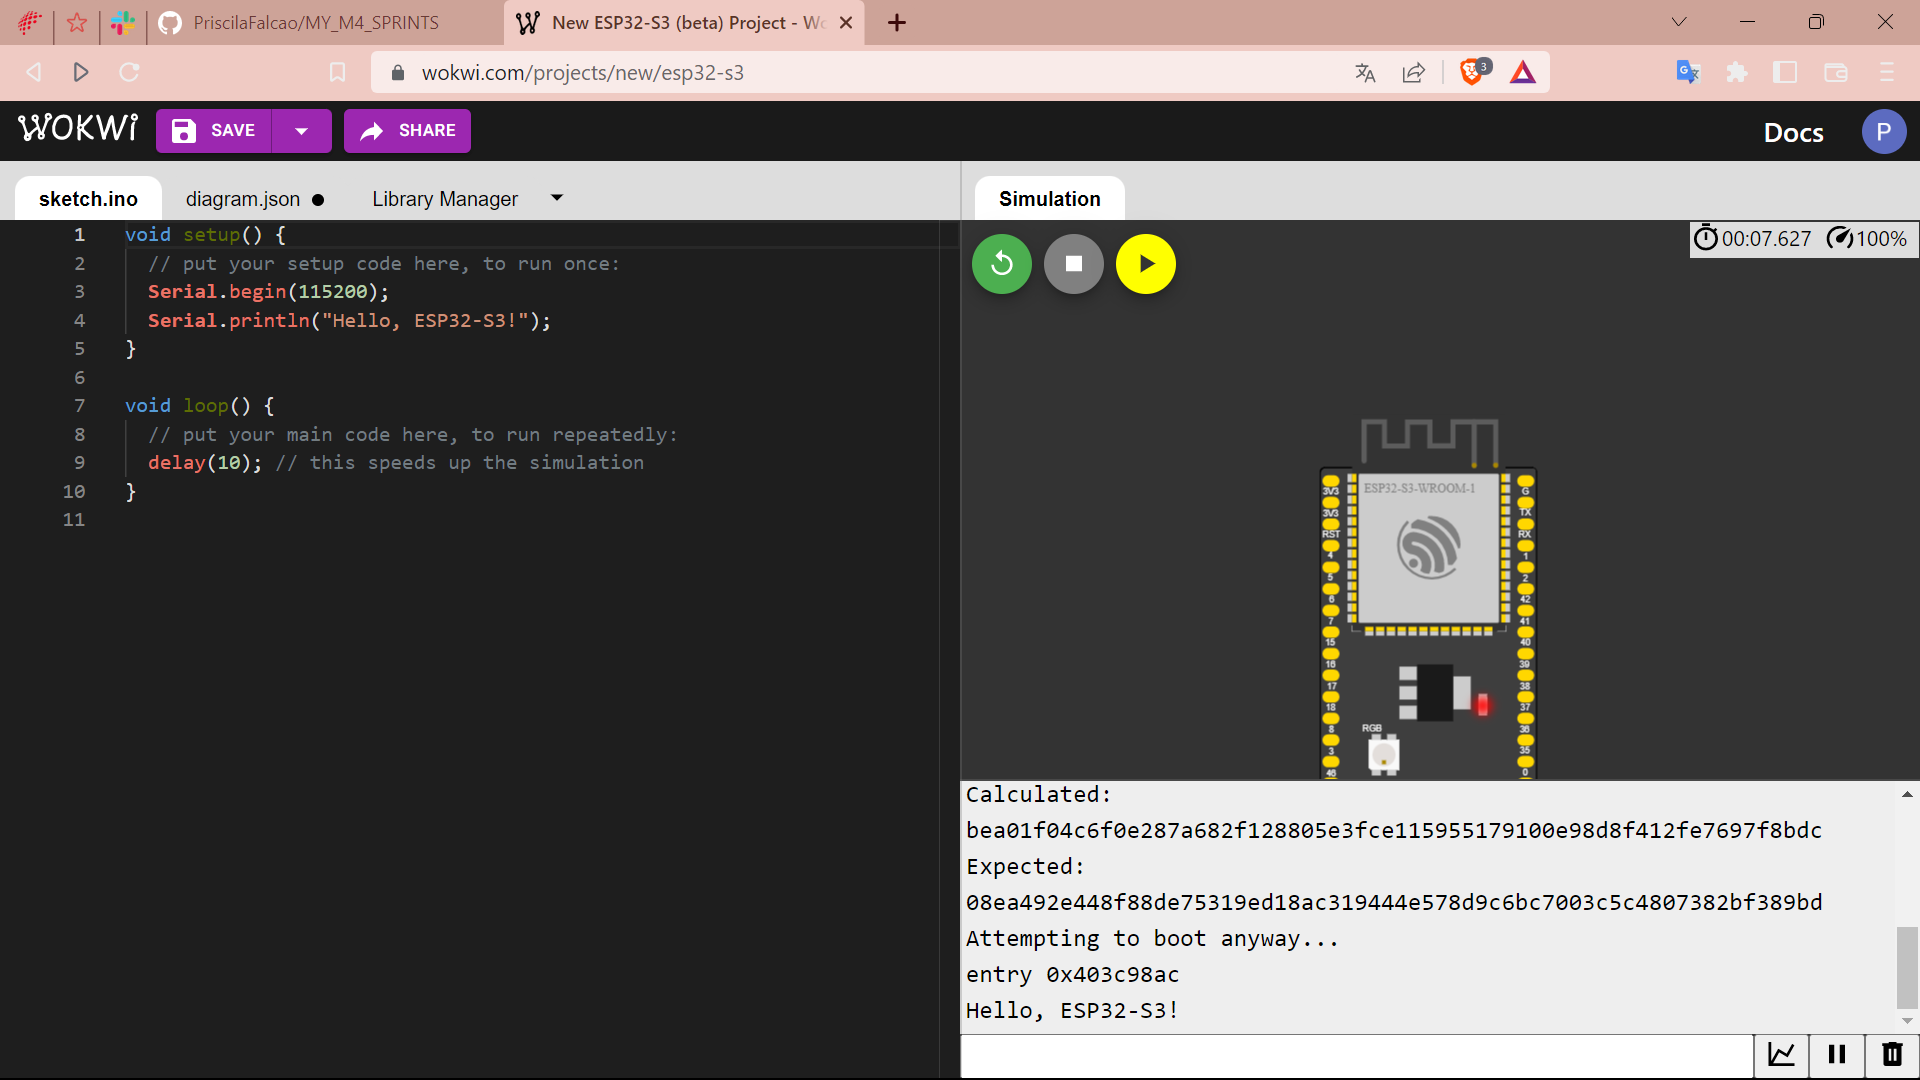 PriscilaFalcao/MY_M4_SPRINTS
New ESP32-S3 (beta) Project - Wo
wokwi.com/projects/new/esp32-s3
3
WOKWi
SAVE
SHARE
Docs
P
sketch.ino
diagram.json
Library Manager
Simulation
1 void setup() {
2 // put your setup code here, to run once:
3 Serial.begin(115200);
4 Serial.println("Hello, ESP32-S3!");
5 }
6
7 void loop() {
8 // put your main code here, to run repeatedly:
9 delay(10); // this speeds up the simulation
10 }
11
00:07.627
100%
ESP32-S3-WROOM-1
3V3
3V3
RST
4
5
6
7
15
16
17
18
8
3
46
G
TX
RX
1
2
42
41
40
39
38
37
36
35
0
RGB
Calculated:
bea01f04c6f0e287a682f128805e3fce115955179100e98d8f412fe7697f8bdc
Expected:
08ea492e448f88de75319ed18ac319444e578d9c6bc7003c5c4807382bf389bd
Attempting to boot anyway...
entry 0x403c98ac
Hello, ESP32-S3!